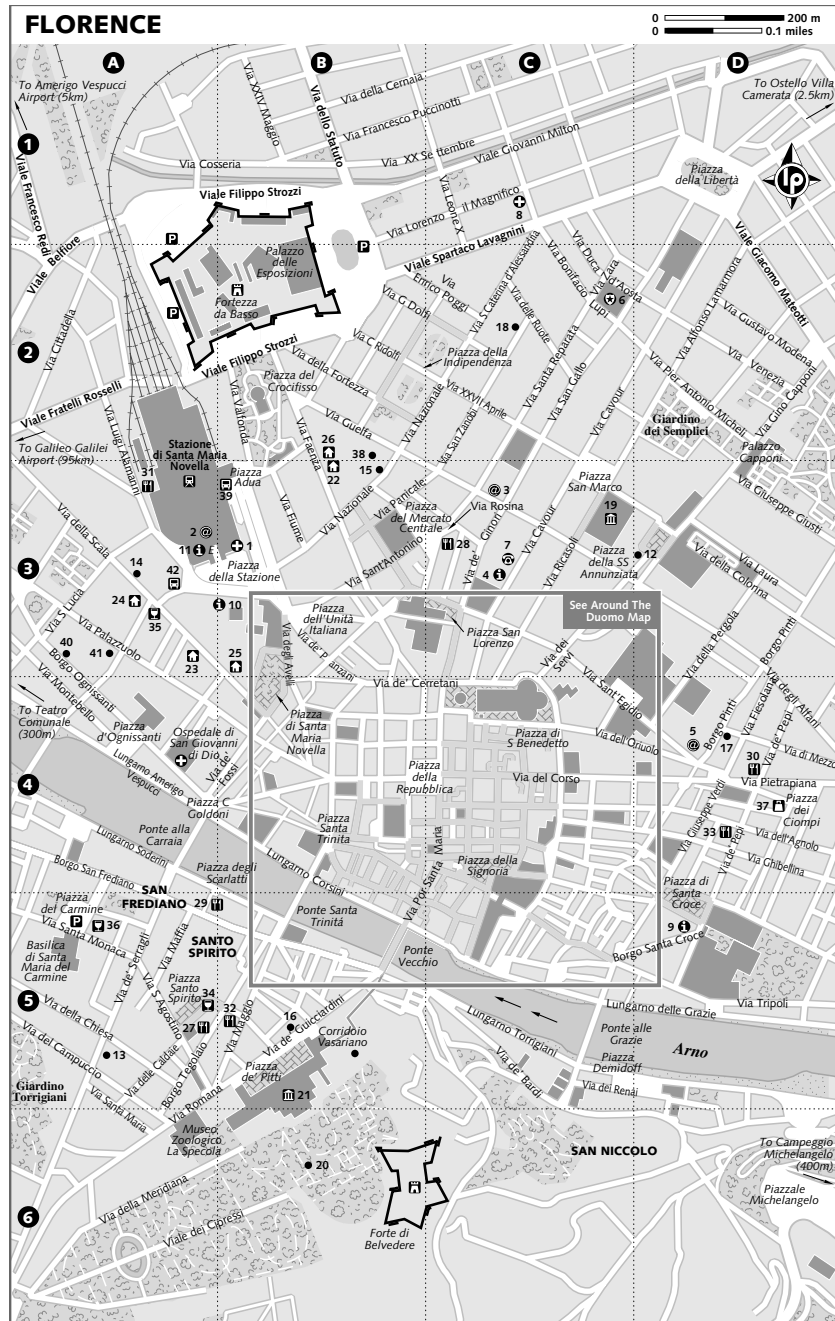 FLORENCE
0 200 m
0 0.1 miles
A
B
C
D
To Amerigo Vespucci
Airport (5km)
Via XXIV Maggio
Via dello Statuto
Via della Cernaia
Via Francesco Puccinotti
Via XX Settembre
Viale Giovanni Milton
To Ostello Villa
Camerata (2.5km)
1
Via Cosseria
Viale Francesco Redi
Viale Belfiore
Viale Filippo Strozzi
Via Leone X
Via Lorenzo il Magnifico
8
Piazza
della Libertà
lp
P
P
P
Palazzo
delle
Esposizioni
Fortezza
da Basso
Viale Spartaco Lavagnini
Via Duca d'Aosta
Via Bonifacio Lupi
Via Zara
6
Viale Giacomo Mateotti
Via Alfonso Lamarmora
Via Gustavo Modena
Via Venezia
Via Pier Antonio Micheli
Via Gino Capponi
2
Via Cittadella
Viale Filippo Strozzi
Via Enrico Poggi
Via G Dolfi
Via S Caterina d'Alessandria
Via delle Ruote
18
Via C Ridolfi
Piazza della
Indipendenza
Via Santa Reparata
Via San Gallo
Via Cavour
Via della Fortezza
Piazza del
Crocifisso
Viale Fratelli Rosselli
Via Luigi Alamanni
Via Valfonda
Via Guelfa
Via Faenza
Via Nazionale
Via XXVII Aprile
Via San Zanobi
Giardino
dei Semplici
Palazzo
Capponi
To Galileo Galilei
Airport (95km)
Stazione
di Santa Maria
Novella
31
39
Piazza
Adua
26
22
38
15
Via Fiume
Via Nazionale
Via Panicale
Piazza
del Mercato
Centrale
Via Rosina
3
Piazza
San Marco
19
Via Giuseppe Giusti
2
11
1
Piazza
della Stazione
Via Sant'Antonino
28
Via de' Ginori
7
4
Via Cavour
Via Ricasoli
Piazza
della SS
Annunziata
12
Via Laura
Via della Colonna
3
Via della Scala
14
42
24
35
10
Via S Lucia
Via Palazzuolo
40
41
23
25
Borgo Ognissanti
Via Montebello
Piazza
dell'Unità
Italiana
Piazza San
Lorenzo
See Around The
Duomo Map
Via degli Avelli
Via de' Panzani
Via de' Cerretani
Via dei Servi
Via Sant'Egidio
Via della Pergola
Borgo Pinti
To Teatro
Comunale
(300m)
Piazza
d'Ognissanti
Ospedale di
San Giovanni
di Dio
Via de' Fossi
Piazza
di Santa
Maria
Novella
Piazza di
S Benedetto
Via dell'Oriuolo
5
Borgo Pinti
17
Via Fiesolana
Via degli Alfani
Via de' Pepi
Via di Mezzo
30
Via Pietrapiana
4
Lungarno Amerigo
Vespucci
Piazza C
Goldoni
Piazza
della
Repubblica
Via del Corso
37
Piazza
dei
Ciompi
Via Giuseppe Verdi
33
Via de' Pepi
Via dell'Agnolo
Via Ghibellina
Ponte alla
Carraia
Lungarno Soderini
Borgo San Frediano
Piazza degli
Scarlatti
Piazza
Santa
Trinita
Lungarno Corsini
Via Por Santa Maria
Piazza della
Signoria
Piazza
di Santa
Croce
SAN
FREDIANO
29
Piazza
del Carmine
P
36
Via Santa Monaca
SANTO
SPIRITO
Via Maffia
Ponte Santa
Trinitá
Ponte
Vecchio
9
Borgo Santa Croce
Basilica
di Santa
Maria del
Carmine
Via de' Serragli
Piazza
Santo
Spirito
34
27
32
Via S Agostino
Via Maggio
16
Via de' Guicciardini
Lungarno delle Grazie
Via Tripoli
5
Via della Chiesa
Via del Campuccio
13
Via delle Caldaie
Borgo Tegolaio
Corridoio
Vasariano
Lungarno Torrigiani
Ponte alle
Grazie
Arno
Via de' Bardi
Piazza
Demidoff
Via dei Renai
Giardino
Torrigiani
Via Santa Maria
Via Romana
Piazza
de' Pitti
21
Museo
Zoologico
La Specola
20
SAN NICCOLO
To Campeggio
Michelangelo
(400m)
Piazzale
Michelangelo
6
Via della Meridiana
Viale dei Cipressi
Forte di
Belvedere